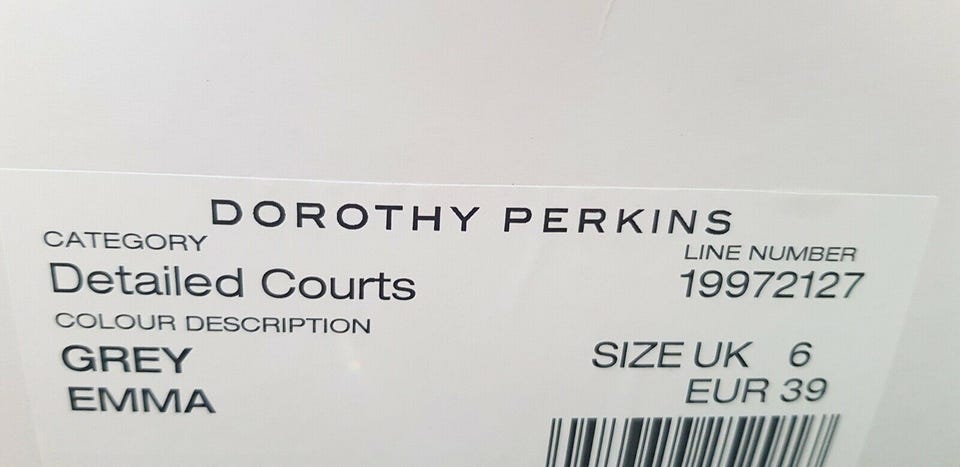 DOROTHY PERKINS
CATEGORY
Detailed Courts
LINE NUMBER
19972127
COLOUR DESCRIPTION
GREY
EMMA
SIZE UK 6
EUR 39